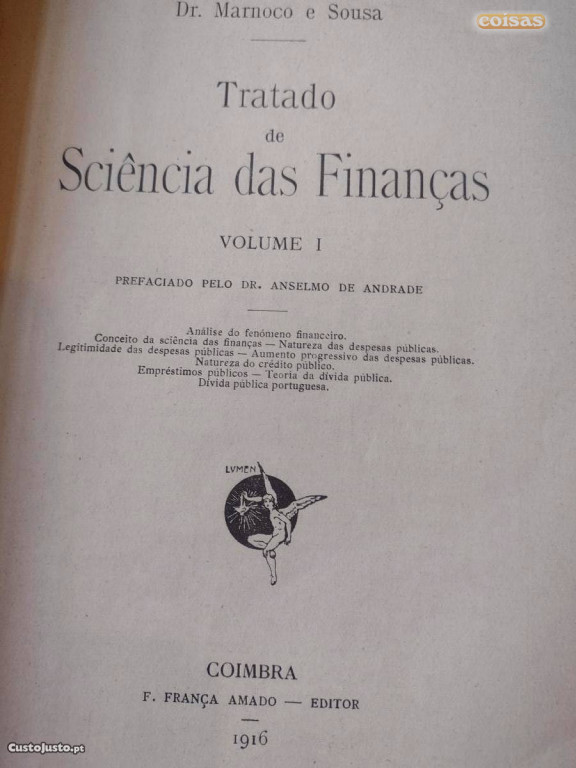 Dr. Marnoco e Sousa
coisas
Tratado
de
Sciência das Finanças
VOLUME I
PREFACIADO PELO DR. ANSELMO DE ANDRADE
Análise do fenómeno financeiro.
Conceito da sciência das finanças — Natureza das despesas públicas.
Legitimidade das despesas públicas — Aumento progressivo das despesas públicas.
Natureza do crédito público.
Empréstimos públicos — Teoria da dívida pública.
Dívida pública portuguesa.
LVMEN
COIMBRA
F. FRANÇA AMADO — EDITOR
1916
CustoJusto.pt